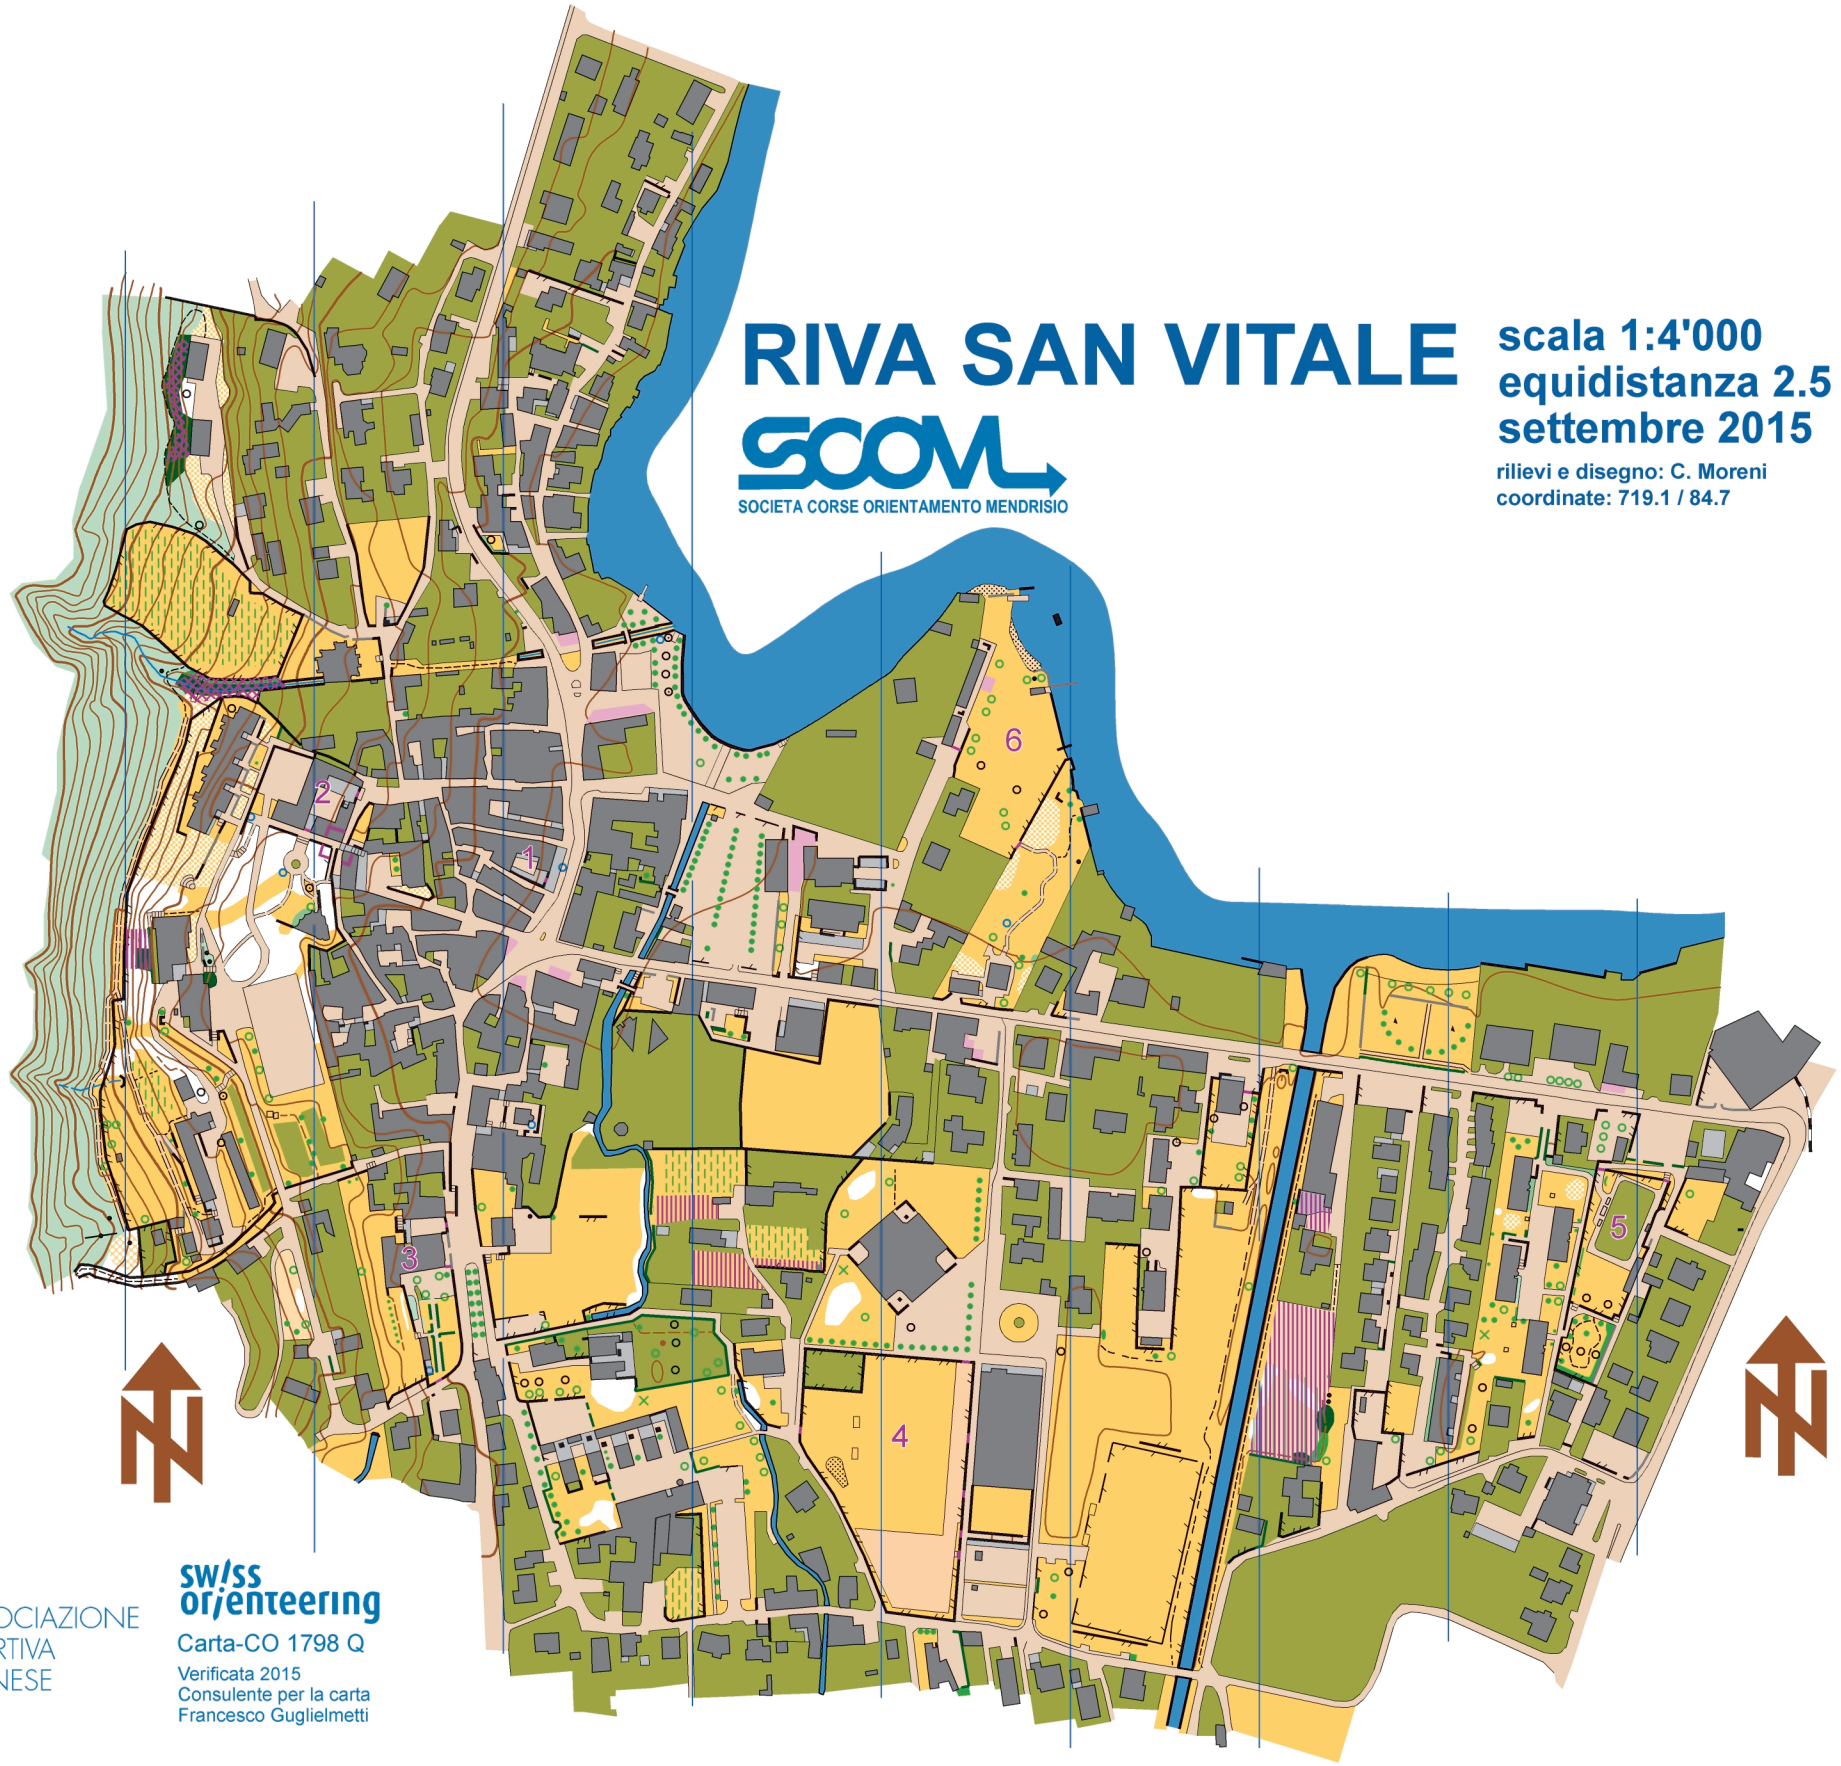 RIVA SAN VITALE
scala 1:4'000
equidistanza 2.5
settembre 2015
rilievi e disegno: C. Moreni
coordinate: 719.1 / 84.7
SCOM
SOCIETA CORSE ORIENTAMENTO MENDRISIO
6
2
1
5
3
4
N
N
swiss
orienteering
Carta-CO 1798 Q
Verificata 2015
Consulente per la carta
Francesco Guglielmetti
OCIAZIONE
RTIVA
NESE